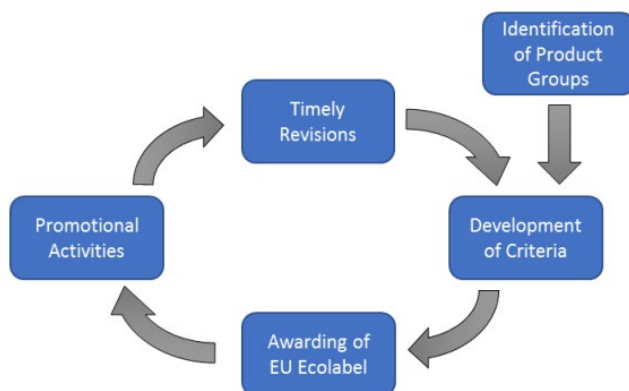 Identification
of Product
Groups
Timely
Revisions
Promotional
Activities
Development
of Criteria
Awarding of
EU Ecolabel